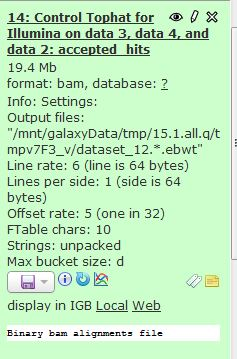 14: Control Tophat for
Illumina on data 3, data 4, and
data 2: accepted_hits
19.4 Mb
format: bam, database: ?
Info: Settings:
Output files:
"/mnt/galaxyData/tmp/15.1.all.q/t
mpv7F3_v/dataset_12.*.ebwt"
Line rate: 6 (line is 64 bytes)
Lines per side: 1 (side is 64
bytes)
Offset rate: 5 (one in 32)
FTable chars: 10
Strings: unpacked
Max bucket size: d
display in IGB Local Web
Binary bam alignments file